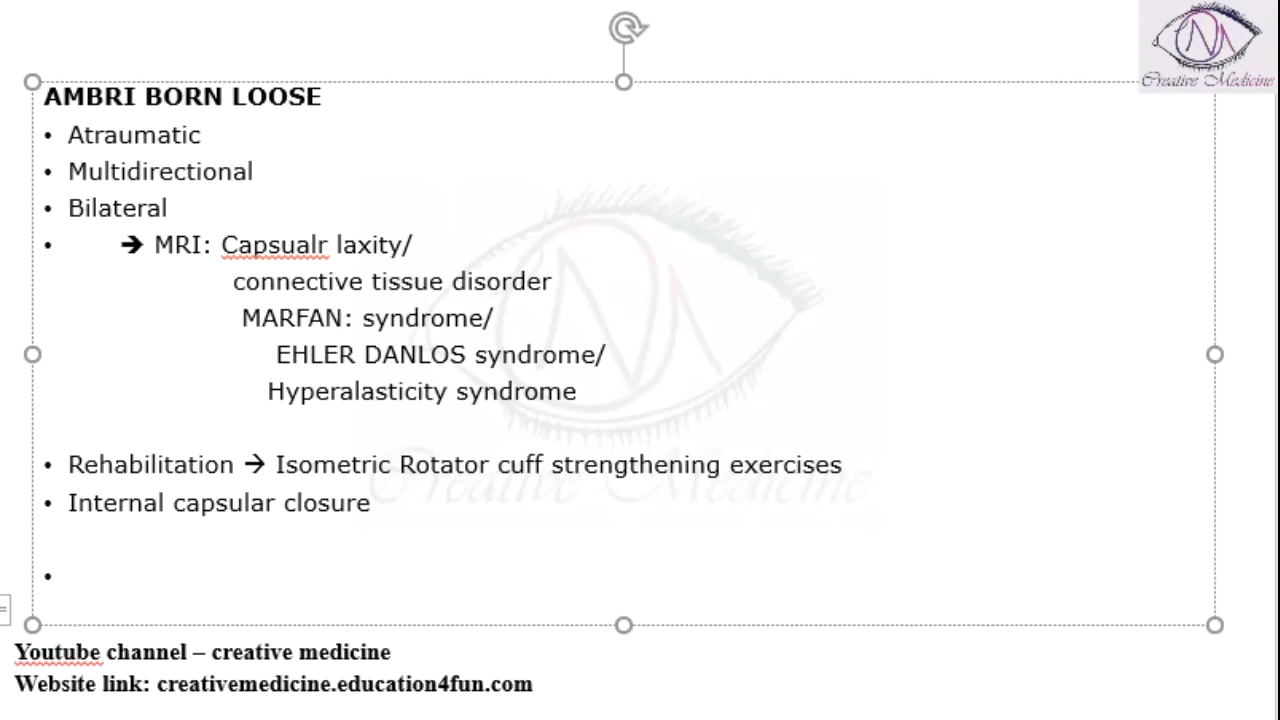 Creative Medicine
AMBRI BORN LOOSE
• Atraumatic
• Multidirectional
• Bilateral
• → MRI: Capsualr laxity/
connective tissue disorder
MARFAN: syndrome/
EHLER DANLOS syndrome/
Hyperalasticity syndrome
• Rehabilitation → Isometric Rotator cuff strengthening exercises
• Internal capsular closure
•
Creative Medicine
Youtube channel – creative medicine
Website link: creativemedicine.education4fun.com